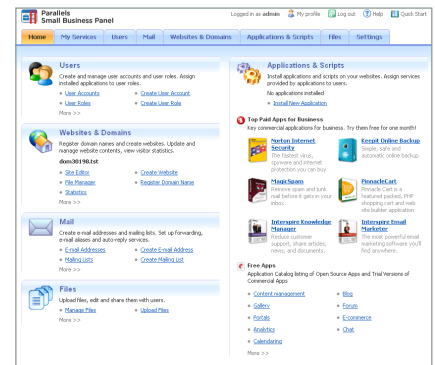 Parallels
Small Business Panel
Logged in as admin My profile Log out Help Quick Start
Home My Services Users Mail Websites & Domains Applications & Scripts Files Settings
Users
Create and manage user accounts and user roles. Assign
installed applications to user roles.
User Accounts Create User Account
User Roles Create User Role
More >>
Websites & Domains
Register domain names and create websites. Update and
manage website contents, view visitor statistics.
dom30198.tst
Site Editor Create Website
File Manager Register Domain Name
Statistics
More >>
Mail
Create e-mail addresses and mailing lists. Set up forwarding,
e-mail aliases and auto-reply services.
E-mail Addresses Create E-mail Address
Mailing Lists Create Mailing List
More >>
Files
Upload files, edit and share them with users.
Manage Files Upload Files
More >>
Applications & Scripts
Install applications and scripts on your websites. Assign services
provided by applications to users.
No applications installed
Install New Application
Top Paid Apps for Business
Key commercial applications for business. Try them free for one month!
Norton Internet
Security
The fastest virus,
spyware and internet
protection you can buy
Keepit Online Backup
Simple, safe and
automatic online backup.
MagicSpam
Remove spam and junk
mail before it gets in your
inbox.
PinnacleCart
Pinnacle Cart is a
featured packed, PHP
shopping cart and web
site builder application
Interspire Knowledge
Manager
Reduce customer
support, share articles,
news, and documents.
Interspire Email
Marketer
The most powerful email
marketing software you'll
find anywhere.
Free Apps
Application Catalog listing of Open Source Apps and Trial Versions of
Commercial Apps
Content management Blog
Gallery Forum
Portals E-commerce
Analytics Chat
Calendaring
More >>